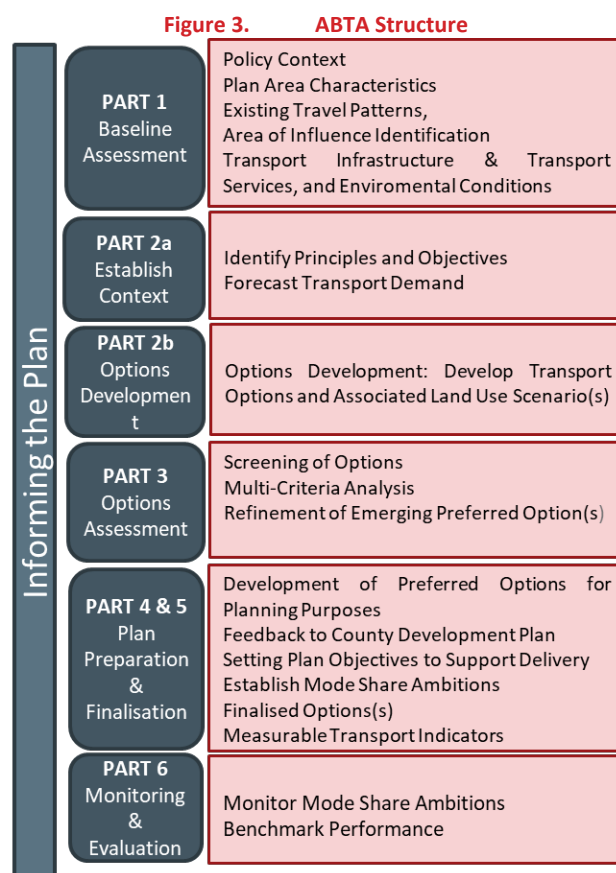 Figure 3. ABTA Structure
Informing the Plan
PART 1
Baseline
Assessment
Policy Context
Plan Area Characteristics
Existing Travel Patterns,
Area of Influence Identification
Transport Infrastructure & Transport
Services, and Enviromental Conditions
PART 2a
Establish
Context
Identify Principles and Objectives
Forecast Transport Demand
PART 2b
Options
Developmen
t
Options Development: Develop Transport
Options and Associated Land Use Scenario(s)
PART 3
Options
Assessment
Screening of Options
Multi-Criteria Analysis
Refinement of Emerging Preferred Option(s)
PART 4 & 5
Plan
Preparation
&
Finalisation
Development of Preferred Options for
Planning Purposes
Feedback to County Development Plan
Setting Plan Objectives to Support Delivery
Establish Mode Share Ambitions
Finalised Options(s)
Measurable Transport Indicators
PART 6
Monitoring
&
Evaluation
Monitor Mode Share Ambitions
Benchmark Performance